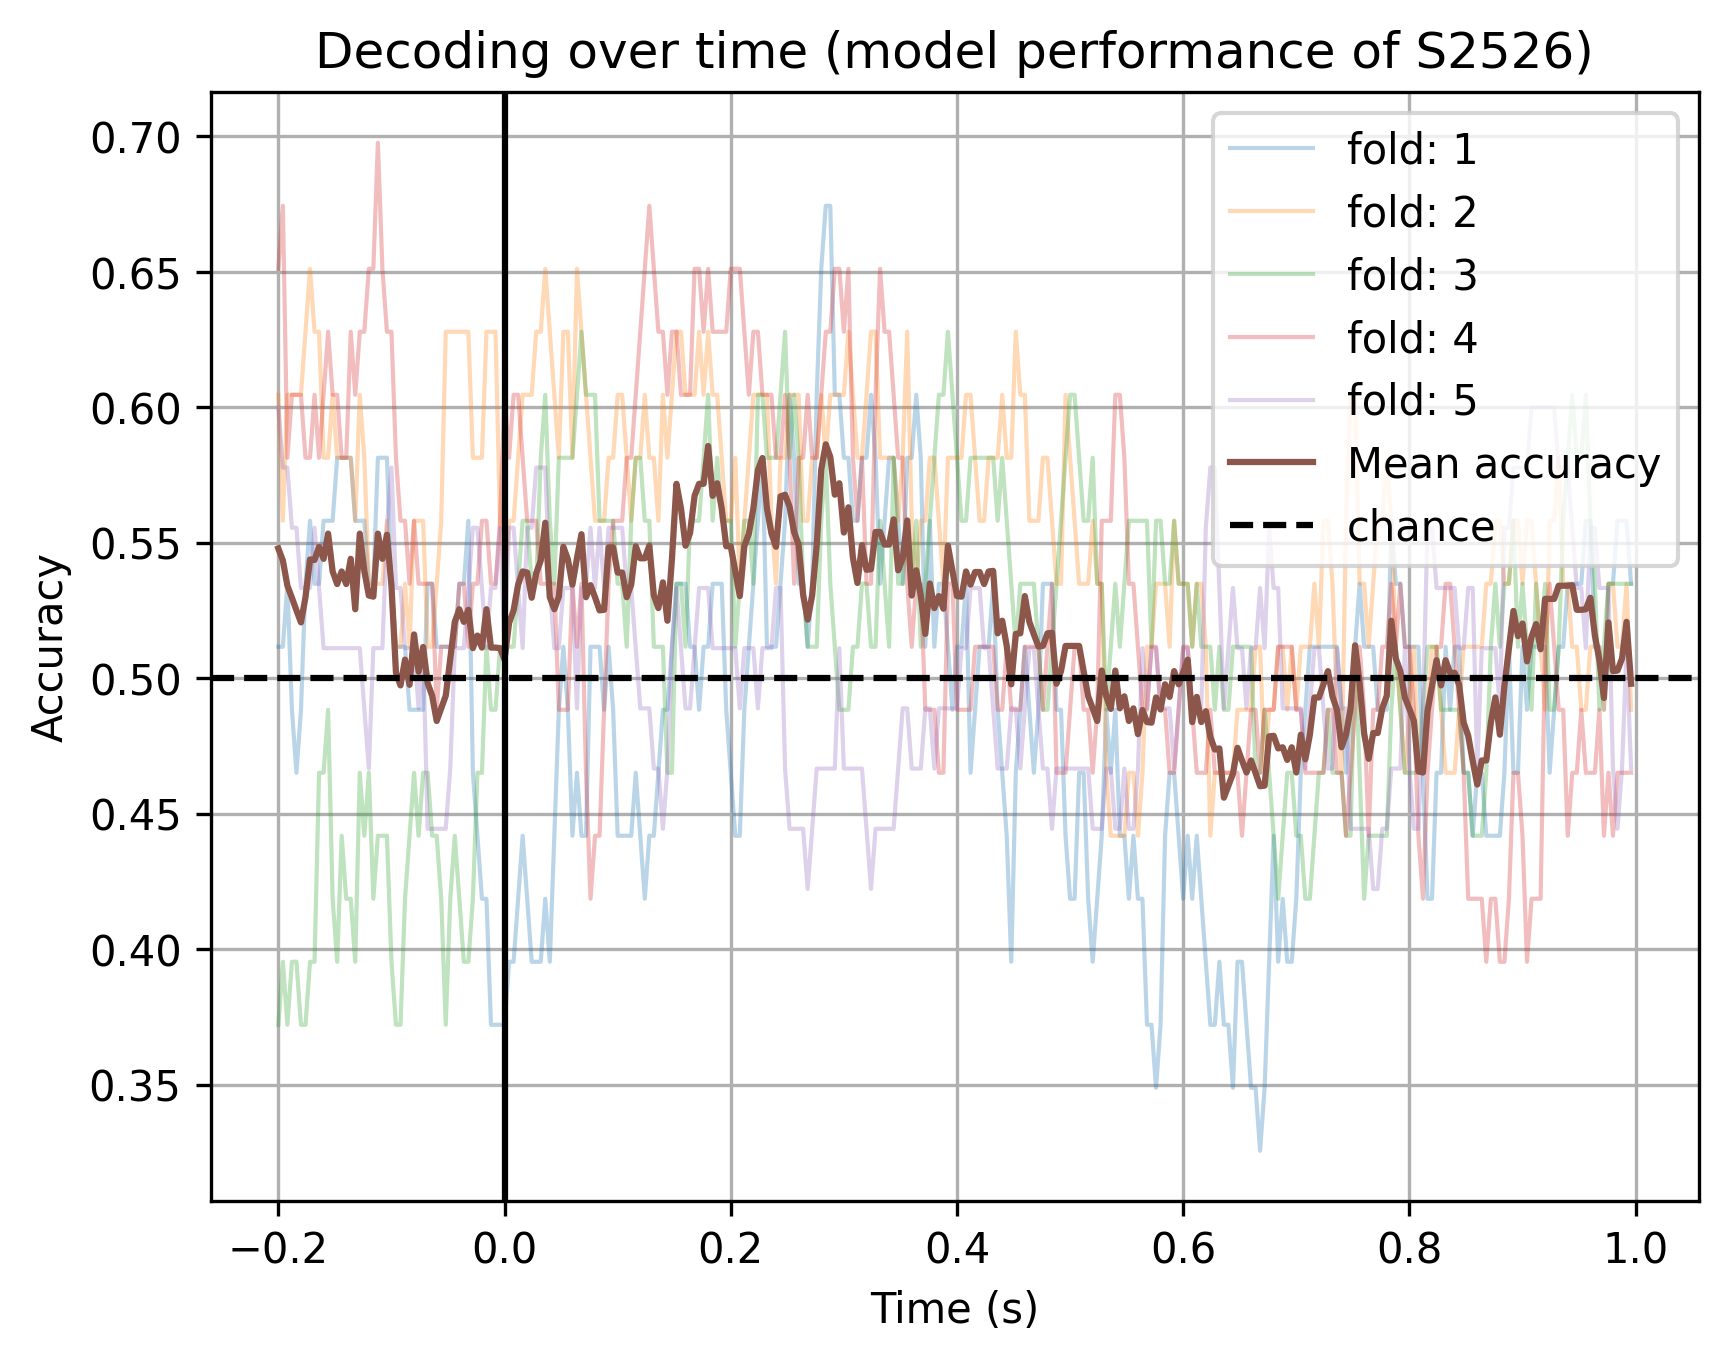 Decoding over time (model performance of S2526)
Accuracy
0.70
0.65
0.60
0.55
0.50
0.45
0.40
0.35
fold: 1
fold: 2
fold: 3
fold: 4
fold: 5
Mean accuracy
chance
−0.2 0.0 0.2 0.4 0.6 0.8 1.0
Time (s)